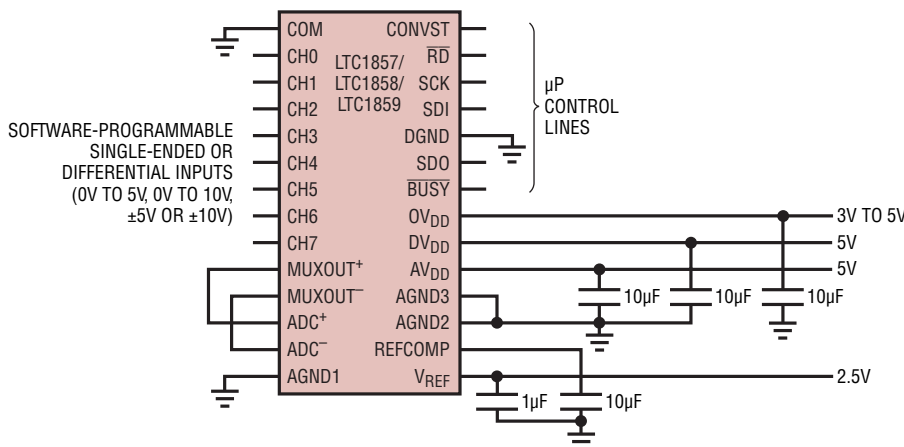 COM
CH0
CH1
CH2
CH3
CH4
CH5
CH6
CH7
MUXOUT+
MUXOUT−
ADC+
ADC−
AGND1
LTC1857/
LTC1858/
LTC1859
CONVST
RD
SCK
SDI
DGND
SDO
BUSY
OVDD
DVDD
AVDD
AGND3
AGND2
REFCOMP
VREF
SOFTWARE-PROGRAMMABLE
SINGLE-ENDED OR
DIFFERENTIAL INPUTS
(0V TO 5V, 0V TO 10V,
±5V OR ±10V)
µP
CONTROL
LINES
3V TO 5V
5V
5V
10µF
10µF
10µF
2.5V
1µF
10µF